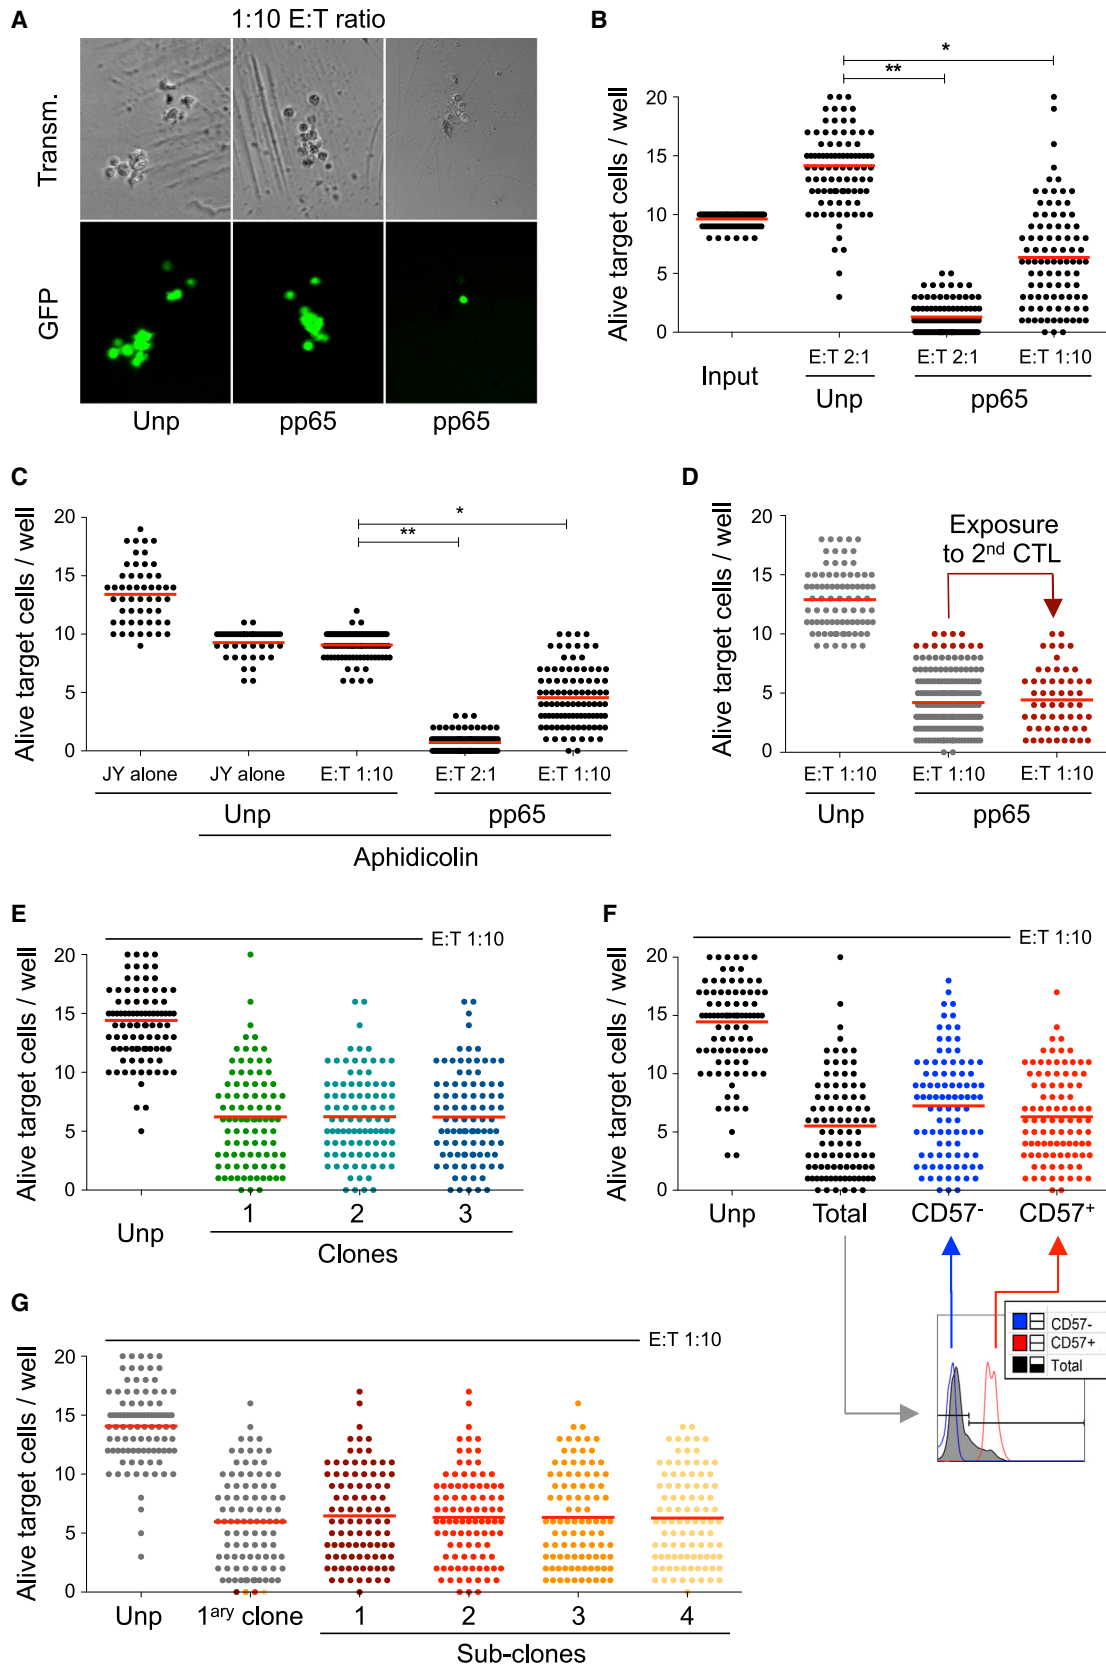 A
1:10 E:T ratio
Transm.
GFP
Unp
pp65
pp65
B
Alive target cells / well
20
15
10
5
0
*
**
E:T 2:1
E:T 2:1
E:T 1:10
Input
Unp
pp65
C
Alive target cells / well
20
15
10
5
0
*
**
JY alone
JY alone
E:T 1:10
E:T 2:1
E:T 1:10
Unp
pp65
Aphidicolin
D
Alive target cells / well
20
15
10
5
0
Exposure
to 2nd CTL
E:T 1:10
E:T 1:10
E:T 1:10
Unp
pp65
E
E:T 1:10
Alive target cells / well
20
15
10
5
0
Unp
1
2
3
Clones
F
E:T 1:10
Alive target cells / well
20
15
10
5
0
Unp
Total
CD57-
CD57+
CD57-
CD57+
Total
G
E:T 1:10
Alive target cells / well
20
15
10
5
0
Unp
1ary clone
1
2
3
4
Sub-clones